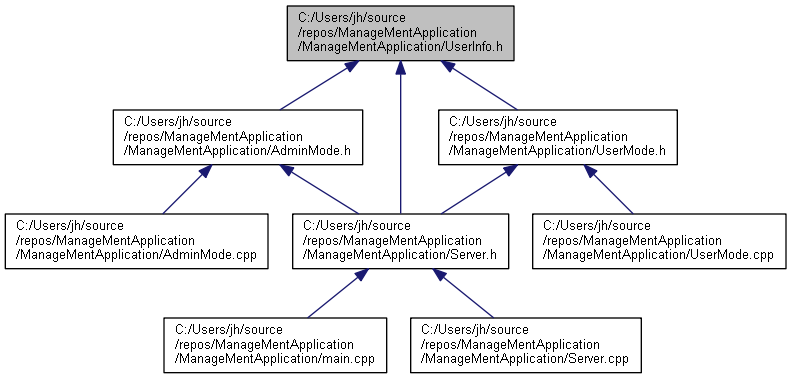 C:/Users/jh/source
/repos/ManageMentApplication
/ManageMentApplication/UserInfo.h
C:/Users/jh/source
/repos/ManageMentApplication
/ManageMentApplication/AdminMode.h
C:/Users/jh/source
/repos/ManageMentApplication
/ManageMentApplication/UserMode.h
C:/Users/jh/source
/repos/ManageMentApplication
/ManageMentApplication/AdminMode.cpp
C:/Users/jh/source
/repos/ManageMentApplication
/ManageMentApplication/Server.h
C:/Users/jh/source
/repos/ManageMentApplication
/ManageMentApplication/UserMode.cpp
C:/Users/jh/source
/repos/ManageMentApplication
/ManageMentApplication/main.cpp
C:/Users/jh/source
/repos/ManageMentApplication
/ManageMentApplication/Server.cpp